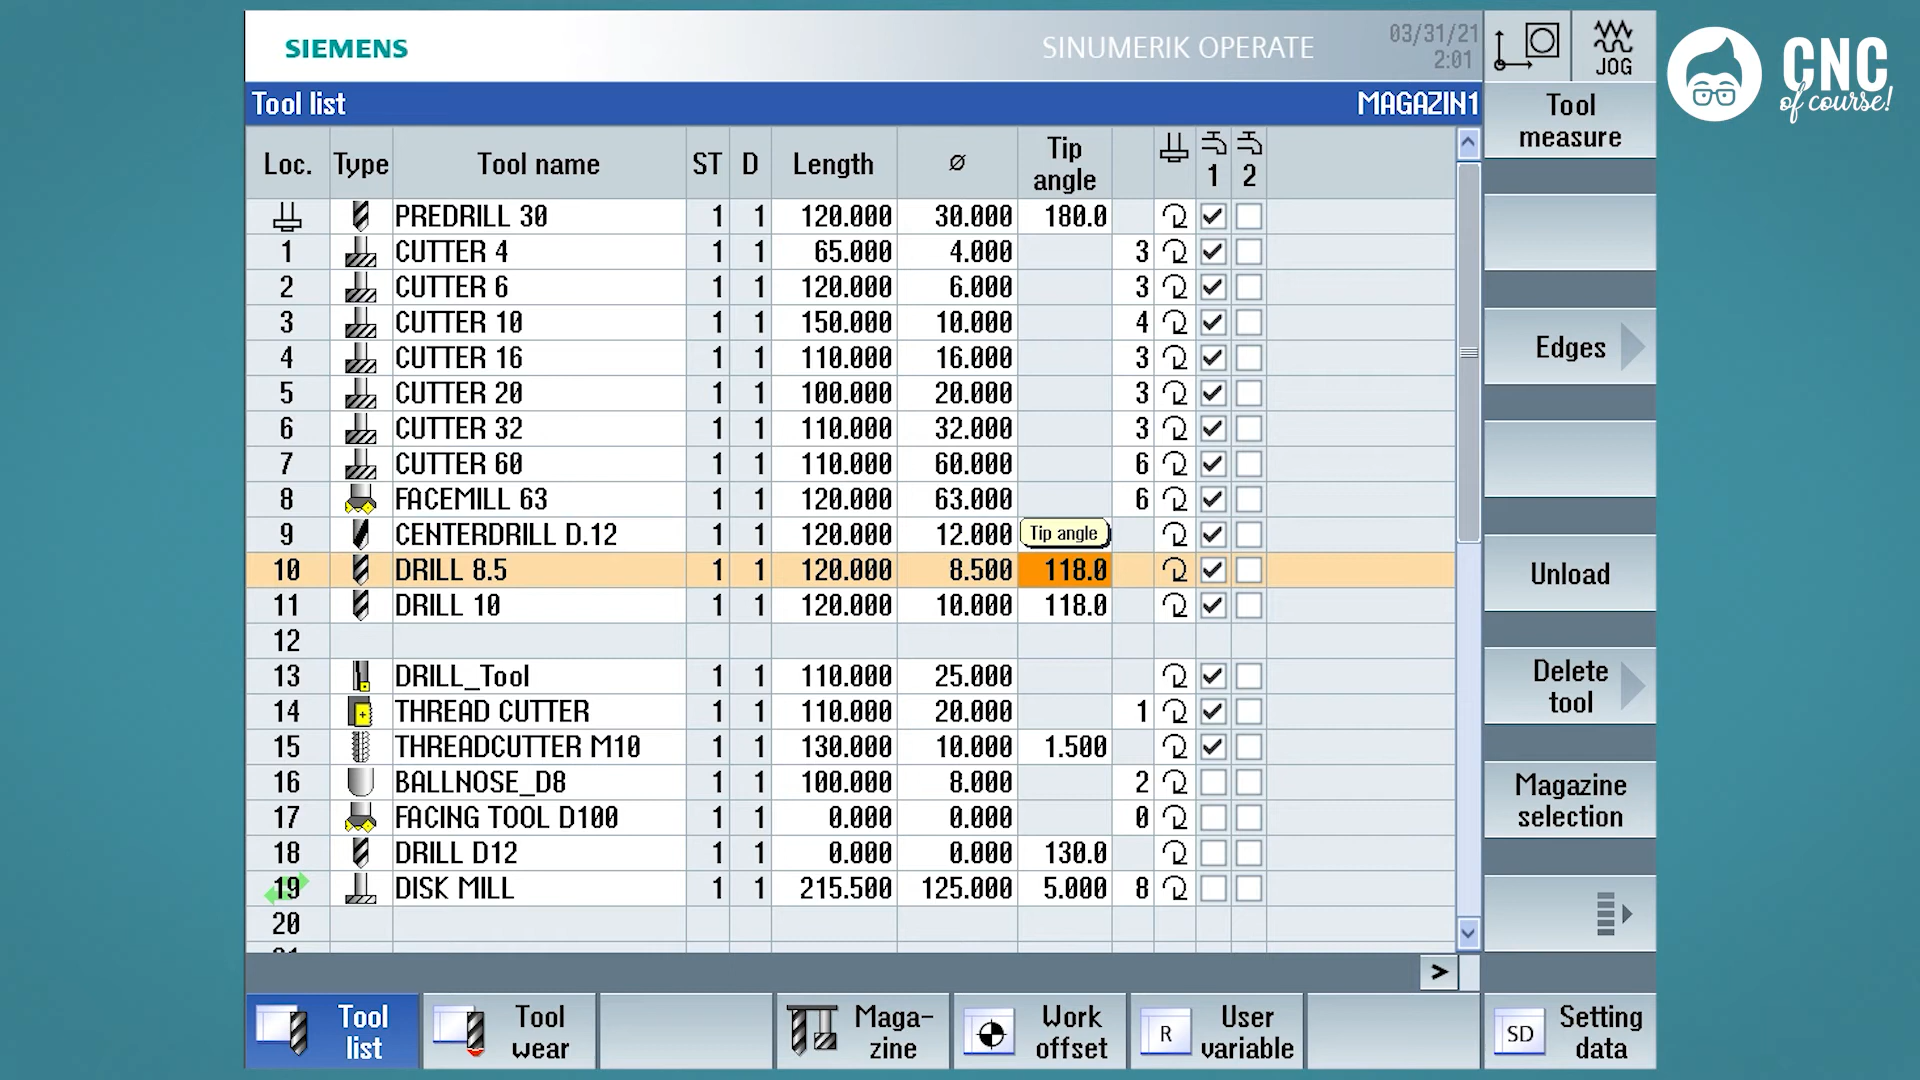 SIEMENS
SINUMERIK OPERATE
03/31/21
2:01
JOG
CNC
of course!
Tool list
MAGAZIN1
Loc. Type Tool name ST D Length ⌀ Tip angle 1 2
PREDRILL 30 1 1 120.000 30.000 180.0
1 CUTTER 4 1 1 65.000 4.000 3
2 CUTTER 6 1 1 120.000 6.000 3
3 CUTTER 10 1 1 150.000 10.000 4
4 CUTTER 16 1 1 110.000 16.000 3
5 CUTTER 20 1 1 100.000 20.000 3
6 CUTTER 32 1 1 110.000 32.000 3
7 CUTTER 60 1 1 110.000 60.000 6
8 FACEMILL 63 1 1 120.000 63.000 6
9 CENTERDRILL D.12 1 1 120.000 12.000 Tip angle
10 DRILL 8.5 1 1 120.000 8.500 118.0
11 DRILL 10 1 1 120.000 10.000 118.0
12
13 DRILL_Tool 1 1 110.000 25.000
14 THREAD CUTTER 1 1 110.000 20.000 1
15 THREADCUTTER M10 1 1 130.000 10.000 1.500
16 BALLNOSE_D8 1 1 100.000 8.000 2
17 FACING TOOL D100 1 1 0.000 0.000 0
18 DRILL D12 1 1 0.000 0.000 130.0
19 DISK MILL 1 1 215.500 125.000 5.000 8
20
Tool
measure
Edges
Unload
Delete
tool
Magazine
selection
>
Tool
list
Tool
wear
Maga-
zine
Work
offset
R User
variable
SD Setting
data